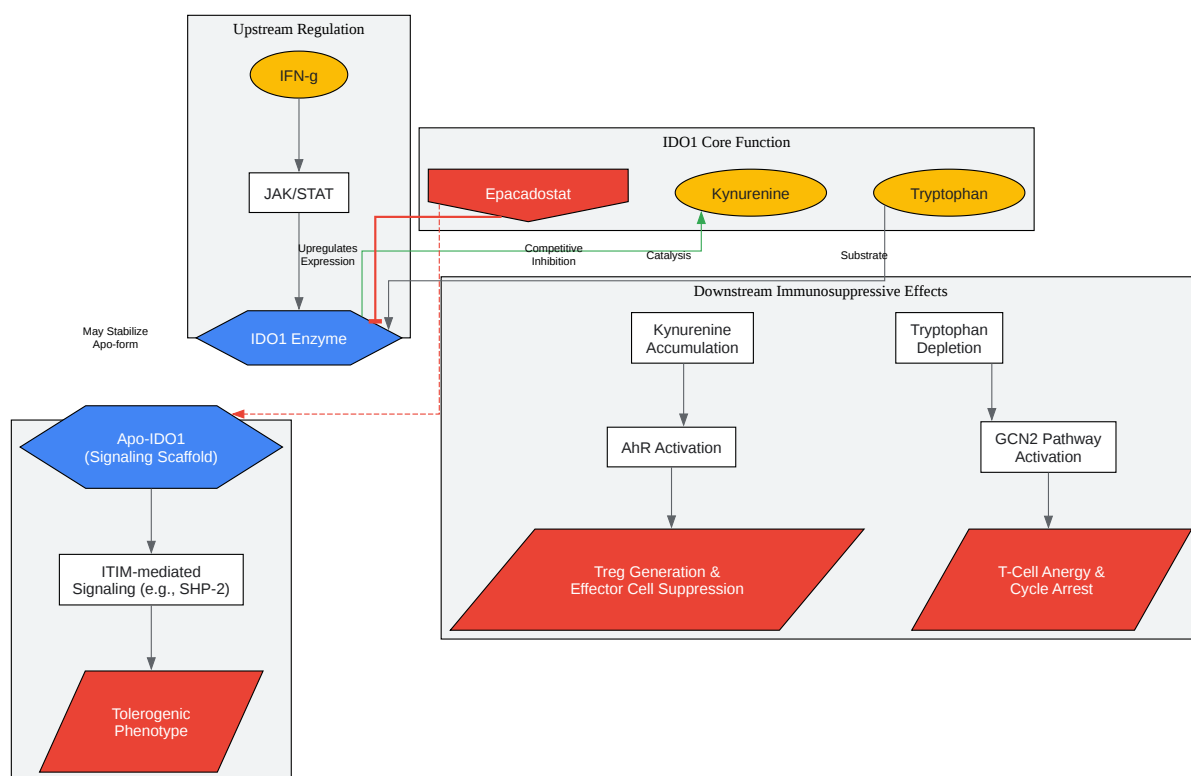 Upstream Regulation
IFN-g
JAK/STAT
Upregulates
Expression
IDO1 Enzyme
IDO1 Core Function
Epacadostat
Kynurenine
Tryptophan
Competitive
Inhibition
Catalysis
Substrate
May Stabilize
Apo-form
Downstream Immunosuppressive Effects
Kynurenine
Accumulation
Tryptophan
Depletion
AhR Activation
GCN2 Pathway
Activation
Treg Generation &
Effector Cell Suppression
T-Cell Anergy &
Cycle Arrest
Apo-IDO1
(Signaling Scaffold)
ITIM-mediated
Signaling (e.g., SHP-2)
Tolerogenic
Phenotype